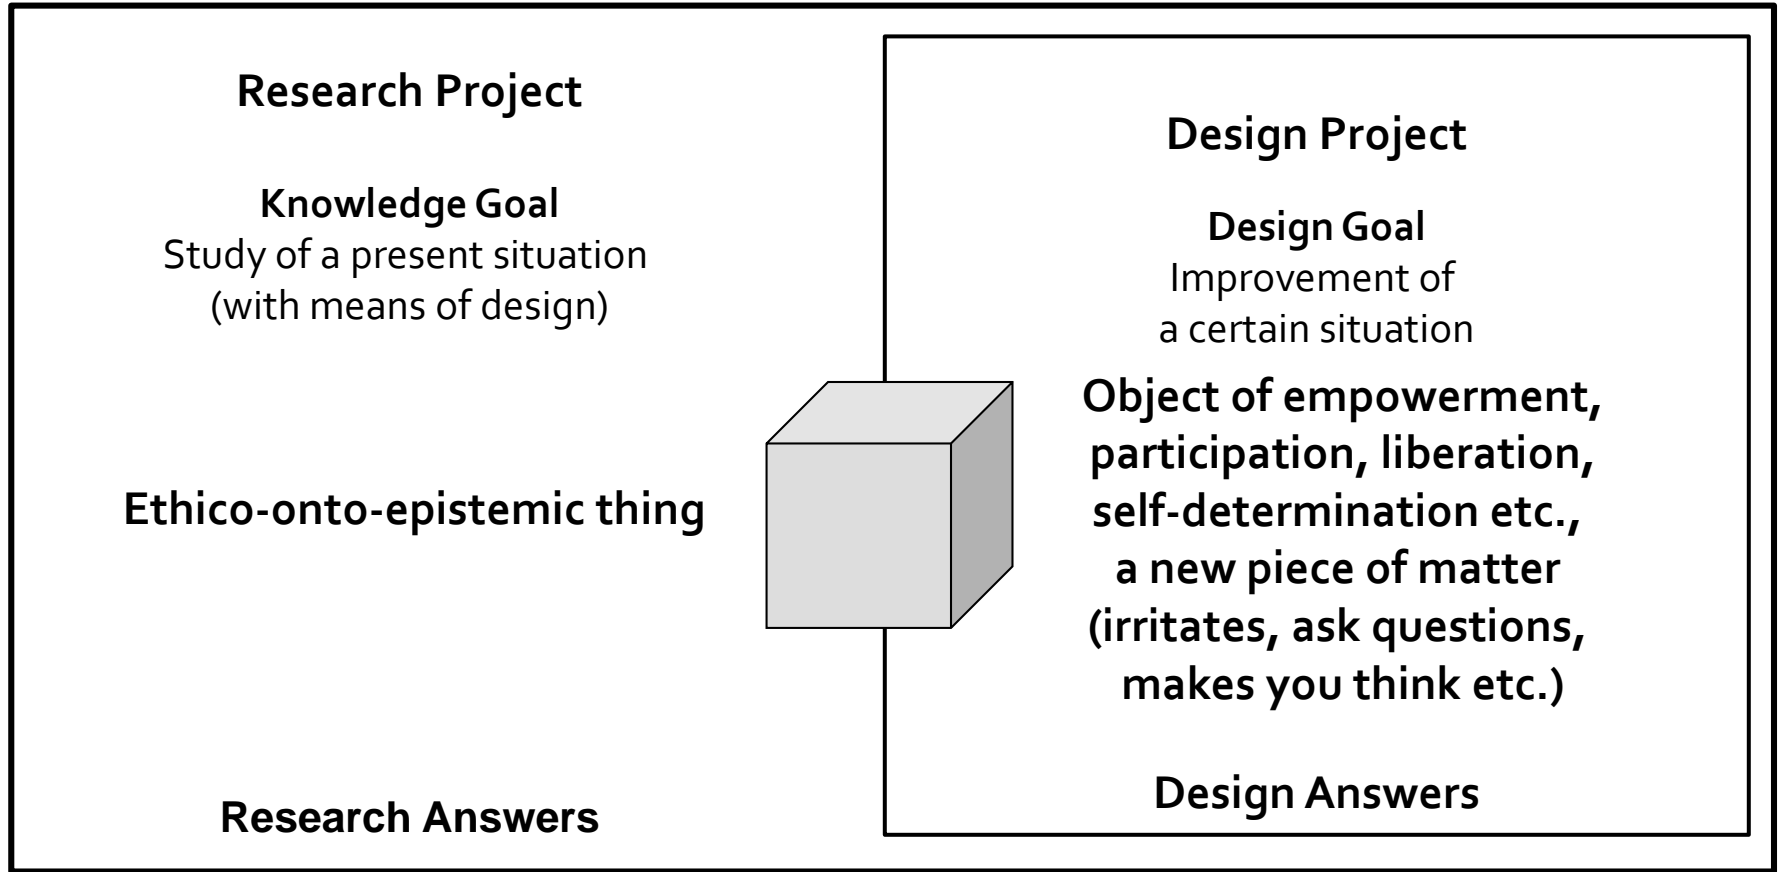 Research Project
Knowledge Goal
Study of a present situation
(with means of design)
Ethico-onto-epistemic thing
Research Answers
Design Project
Design Goal
Improvement of
a certain situation
Object of empowerment,
participation, liberation,
self-determination etc.,
a new piece of matter
(irritates, ask questions,
makes you think etc.)
Design Answers